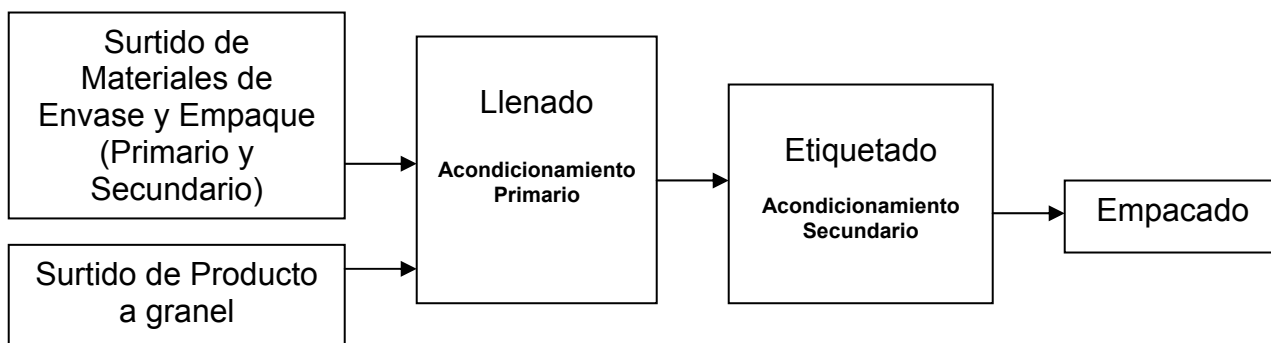 Surtido de
Materiales de
Envase y Empaque
(Primario y
Secundario)
Surtido de Producto
a granel
Llenado
Acondicionamiento
Primario
Etiquetado
Acondicionamiento
Secundario
Empacado